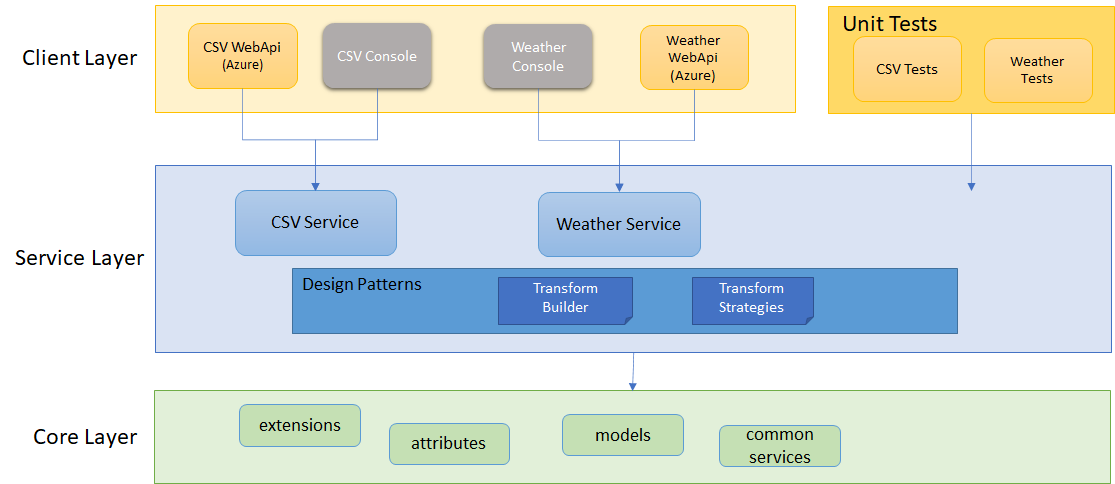 Client Layer
CSV WebApi
(Azure)
CSV Console
Weather
Console
Weather
WebApi
(Azure)
Unit Tests
CSV Tests
Weather
Tests
Service Layer
CSV Service
Weather Service
Design Patterns
Transform
Builder
Transform
Strategies
Core Layer
extensions
attributes
models
common
services